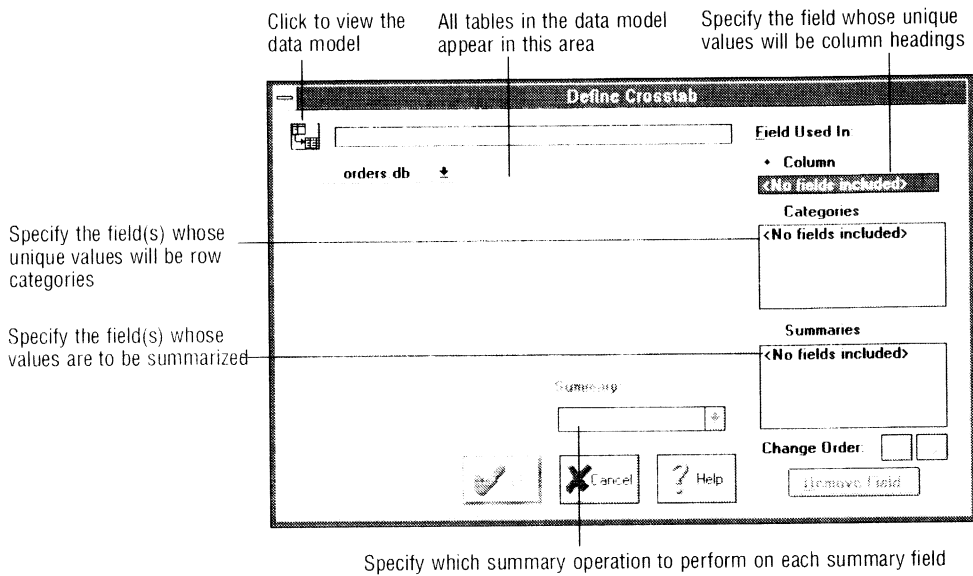 Click to view the
data model
All tables in the data model
appear in this area
Specify the field whose unique
values will be column headings
Define Crosstab
Field Used In:
Column
<No fields included>
orders db
Categories
<No fields included>
Specify the field(s) whose
unique values will be row
categories
Summaries
<No fields included>
Specify the field(s) whose
values are to be summarized
Summary
Change Order:
Cancel
? Help
Remove Field
Specify which summary operation to perform on each summary field